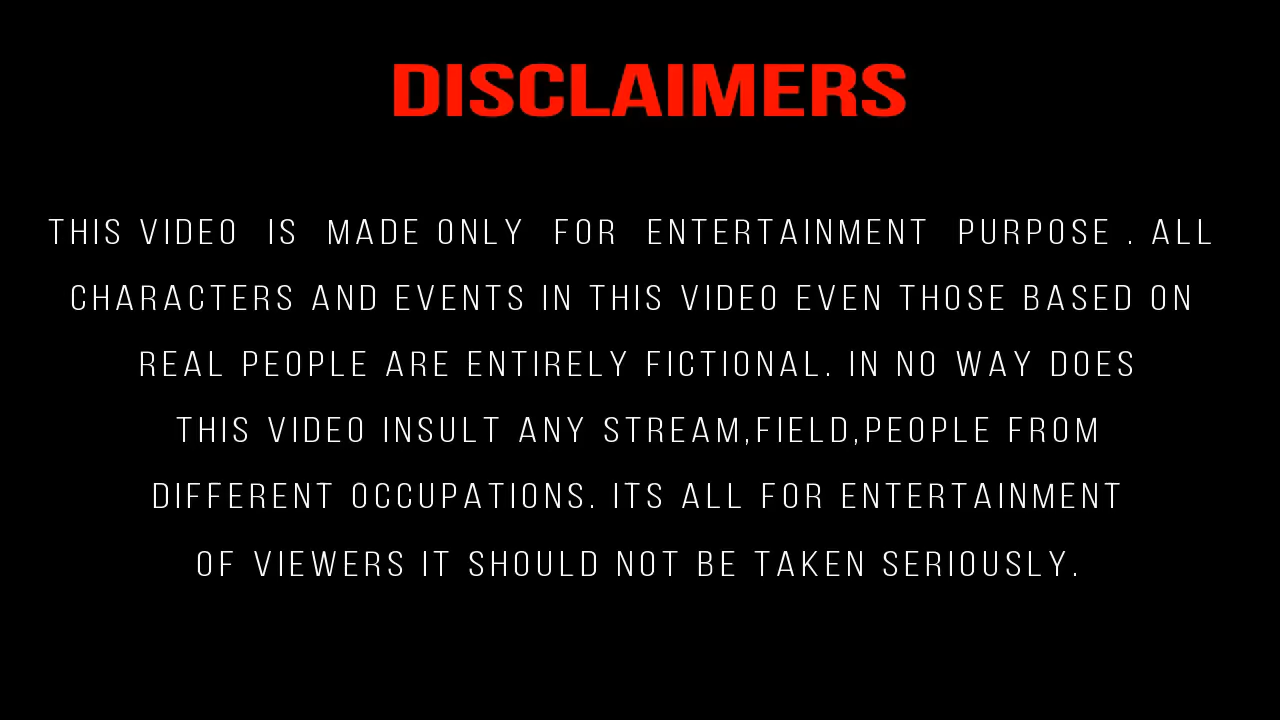 DISCLAIMERS
THIS VIDEO IS MADE ONLY FOR ENTERTAINMENT PURPOSE . ALL
CHARACTERS AND EVENTS IN THIS VIDEO EVEN THOSE BASED ON
REAL PEOPLE ARE ENTIRELY FICTIONAL. IN NO WAY DOES
THIS VIDEO INSULT ANY STREAM,FIELD,PEOPLE FROM
DIFFERENT OCCUPATIONS. ITS ALL FOR ENTERTAINMENT
OF VIEWERS IT SHOULD NOT BE TAKEN SERIOUSLY.